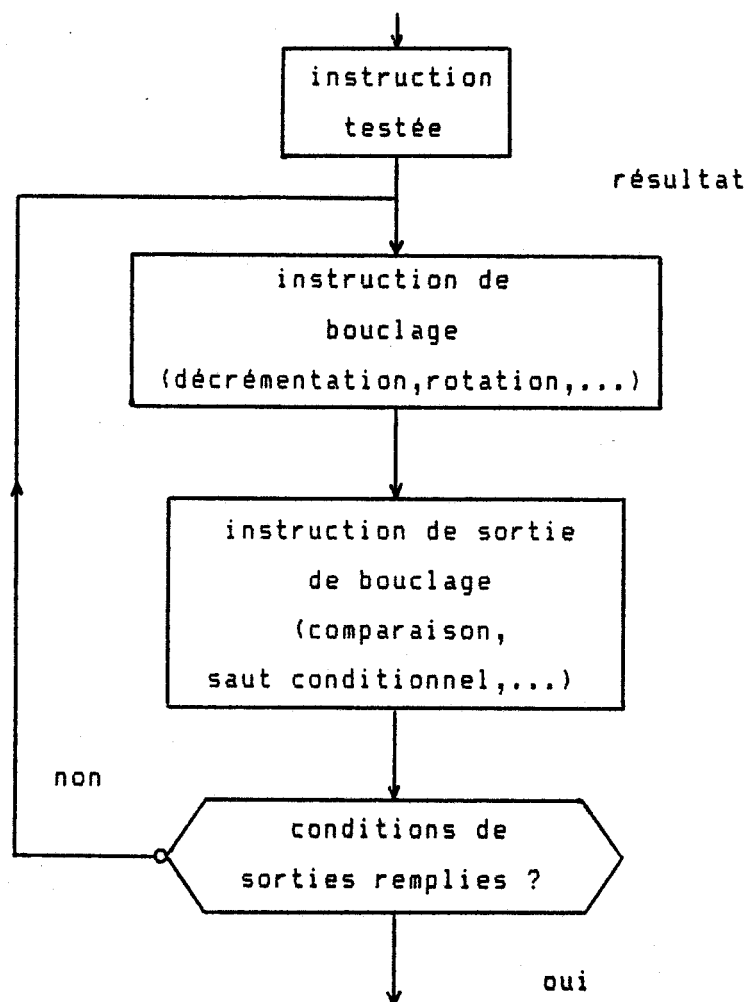 instruction
testée
résultat
instruction de
bouclage
(décrémentation,rotation,...)
instruction de sortie
de bouclage
(comparaison,
saut conditionnel,...)
non
conditions de
sorties remplies ?
oui